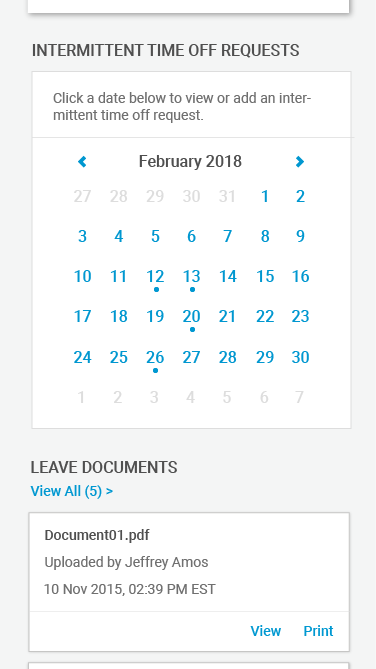 INTERMITTENT TIME OFF REQUESTS
Click a date below to view or add an inter-
mittent time off request.
February 2018
27 28 29 30 31 1 2
3 4 5 6 7 8 9
10 11 12 13 14 15 16
17 18 19 20 21 22 23
24 25 26 27 28 29 30
1 2 3 4 5 6 7
LEAVE DOCUMENTS
View All (5) >
Document01.pdf
Uploaded by Jeffrey Amos
10 Nov 2015, 02:39 PM EST
View Print